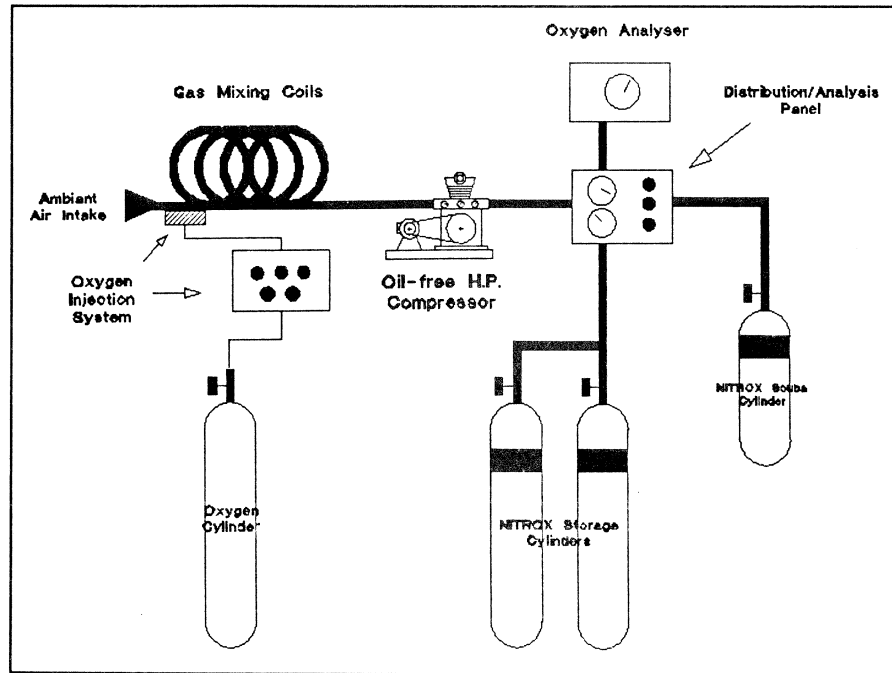 Oxygen Analyser
Gas Mixing Coils
Distribution/Analysis
Panel
Ambiant
Air Intake
Oxygen
Injection
System
Oil-free H.P.
Compressor
NITROX Scuba
Cylinder
Oxygen
Cylinder
NITROX Storage
Cylinders